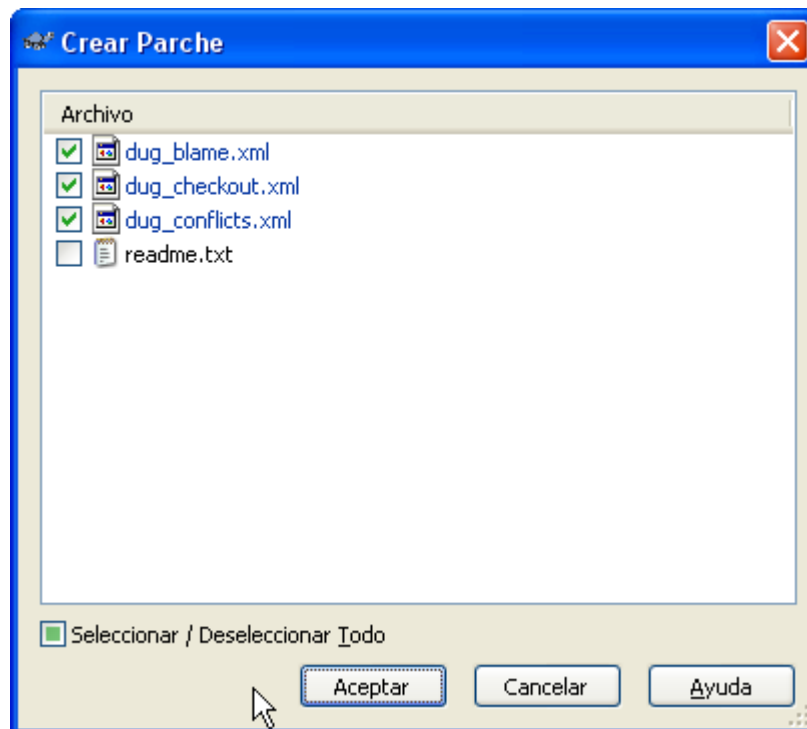 Crear Parche
Archivo
dug_blame.xml
dug_checkout.xml
dug_conflicts.xml
readme.txt
Seleccionar / Deseleccionar Todo
Aceptar Cancelar Ayuda